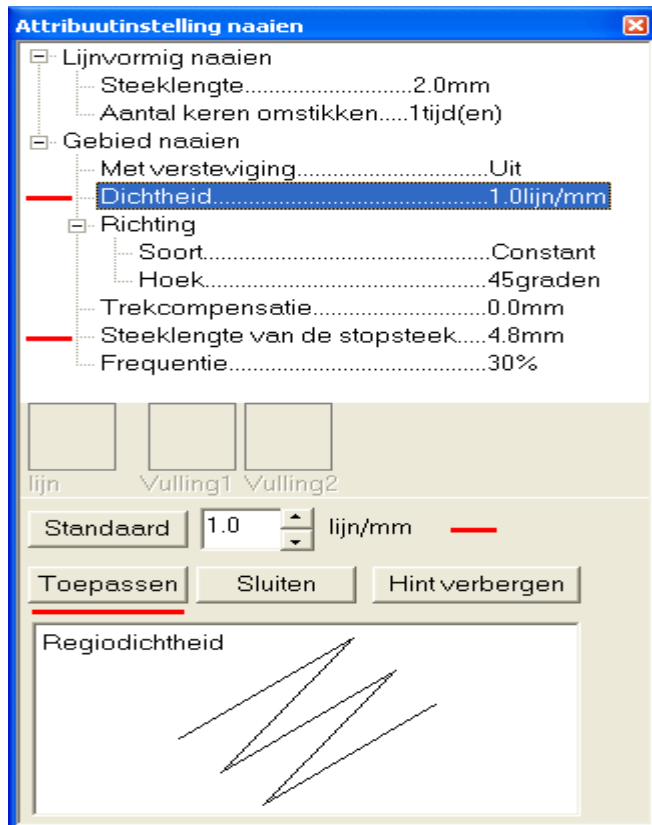 Attribuutinstelling naaien
Lijnvormig naaien
Steeklengte..........................2.0mm
Aantal keren omstikken.....1tijd(en)
Gebied naaien
Met versteviging..............................Uit
Dichtheid...........................................1.0lijn/mm
Richting
Soort.............................................Constant
Hoek............................................45graden
Trekcompensatie...........................0.0mm
Steeklengte van de stopsteek.....4.8mm
Frequentie........................................30%
lijn Vulling1 Vulling2
Standaard 1.0 lijn/mm
Toepassen Sluiten Hint verbergen
Regiodichtheid